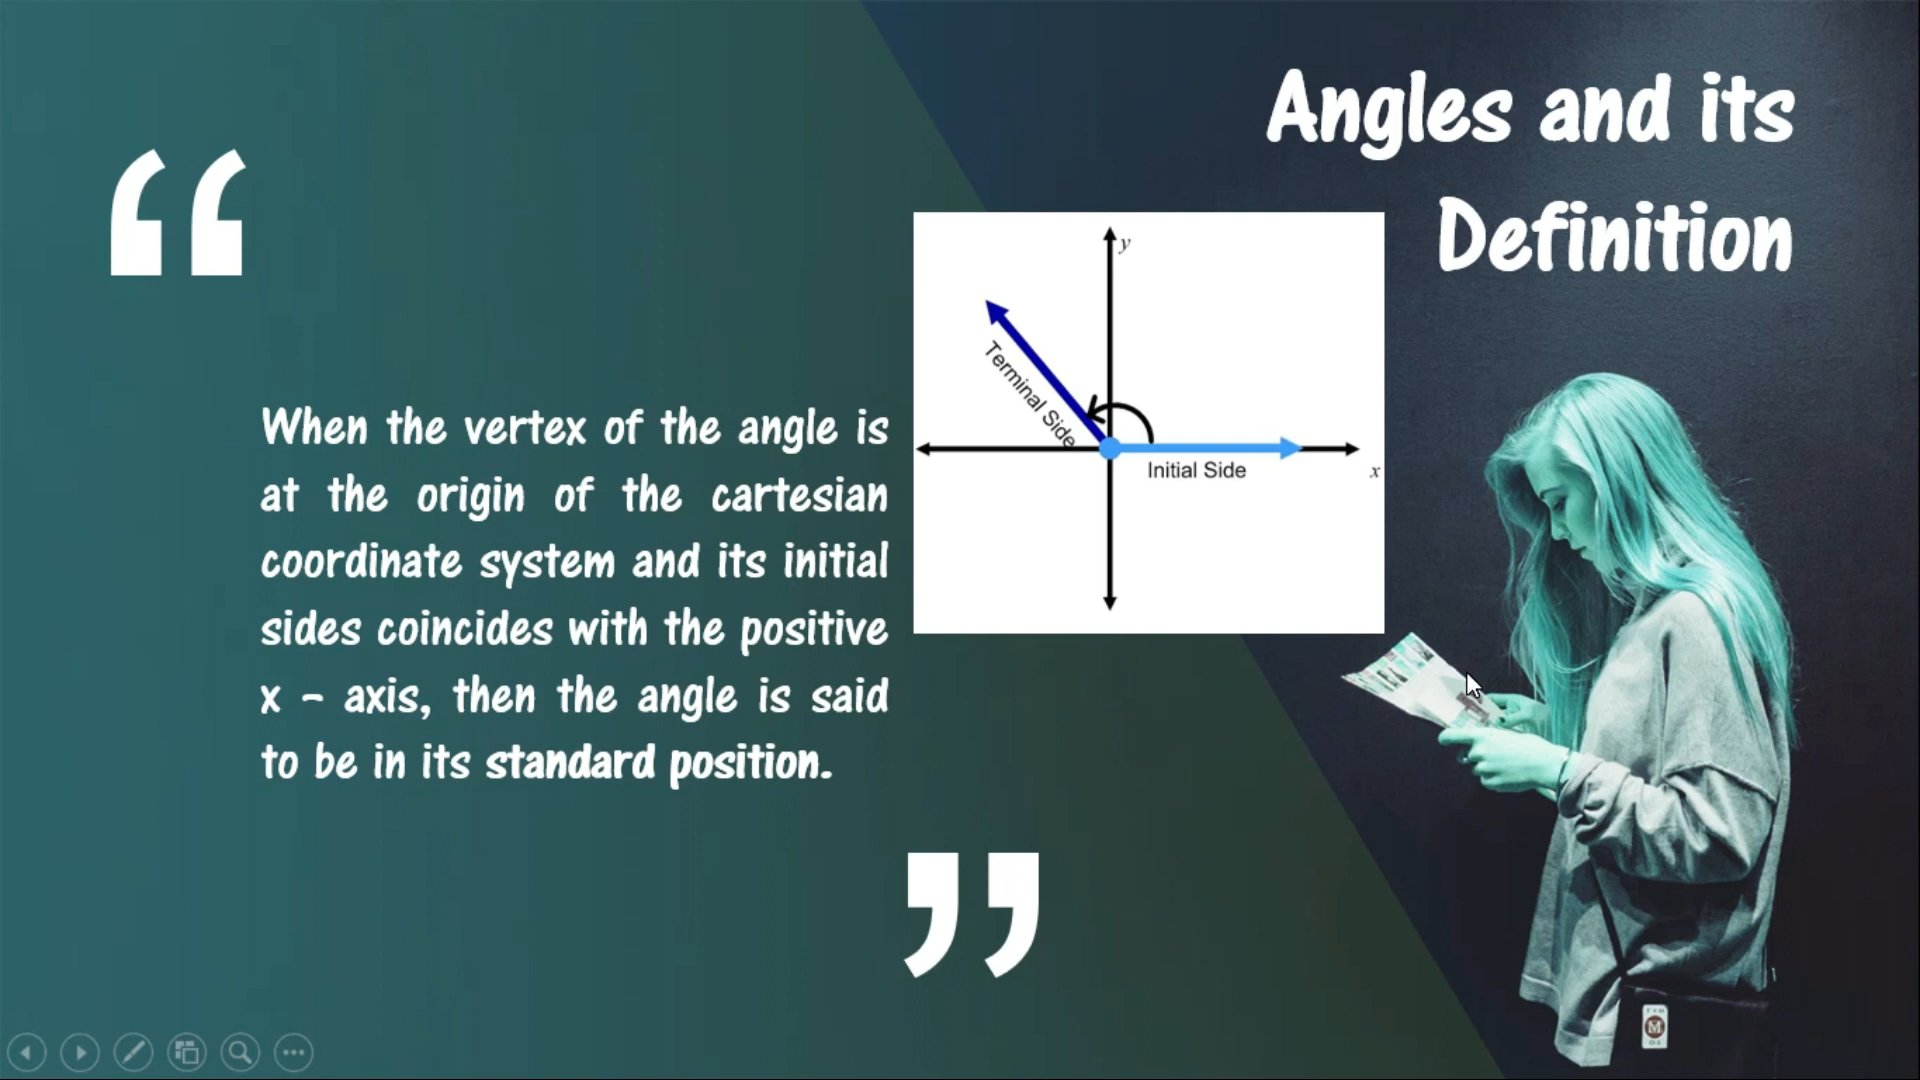 Angles and its
Definition
“
When the vertex of the angle is
at the origin of the cartesian
coordinate system and its initial
sides coincides with the positive
x – axis, then the angle is said
to be in its standard position.
”
y
Terminal Side
Initial Side
x
M